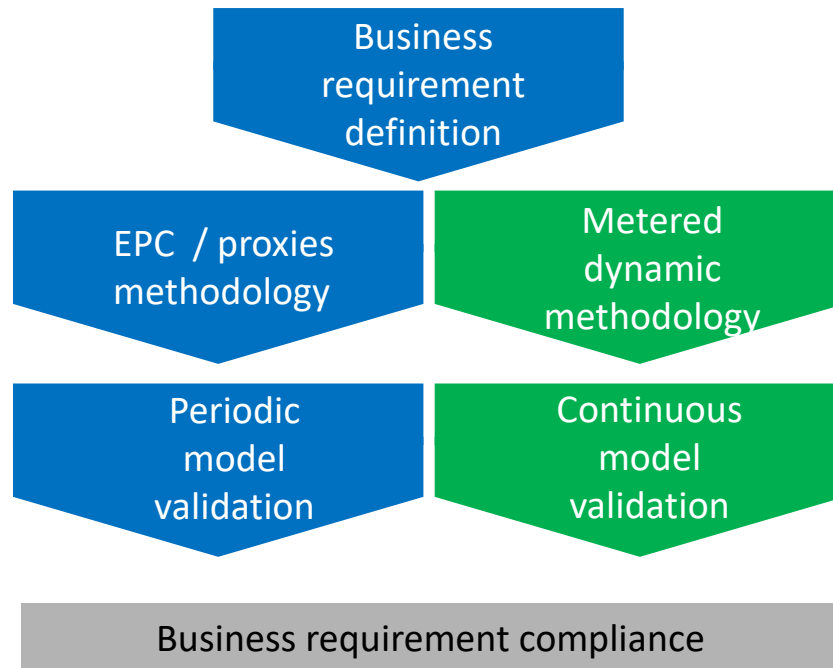 Business
requirement
definition
EPC / proxies
methodology
Metered
dynamic
methodology
Periodic
model
validation
Continuous
model
validation
Business requirement compliance